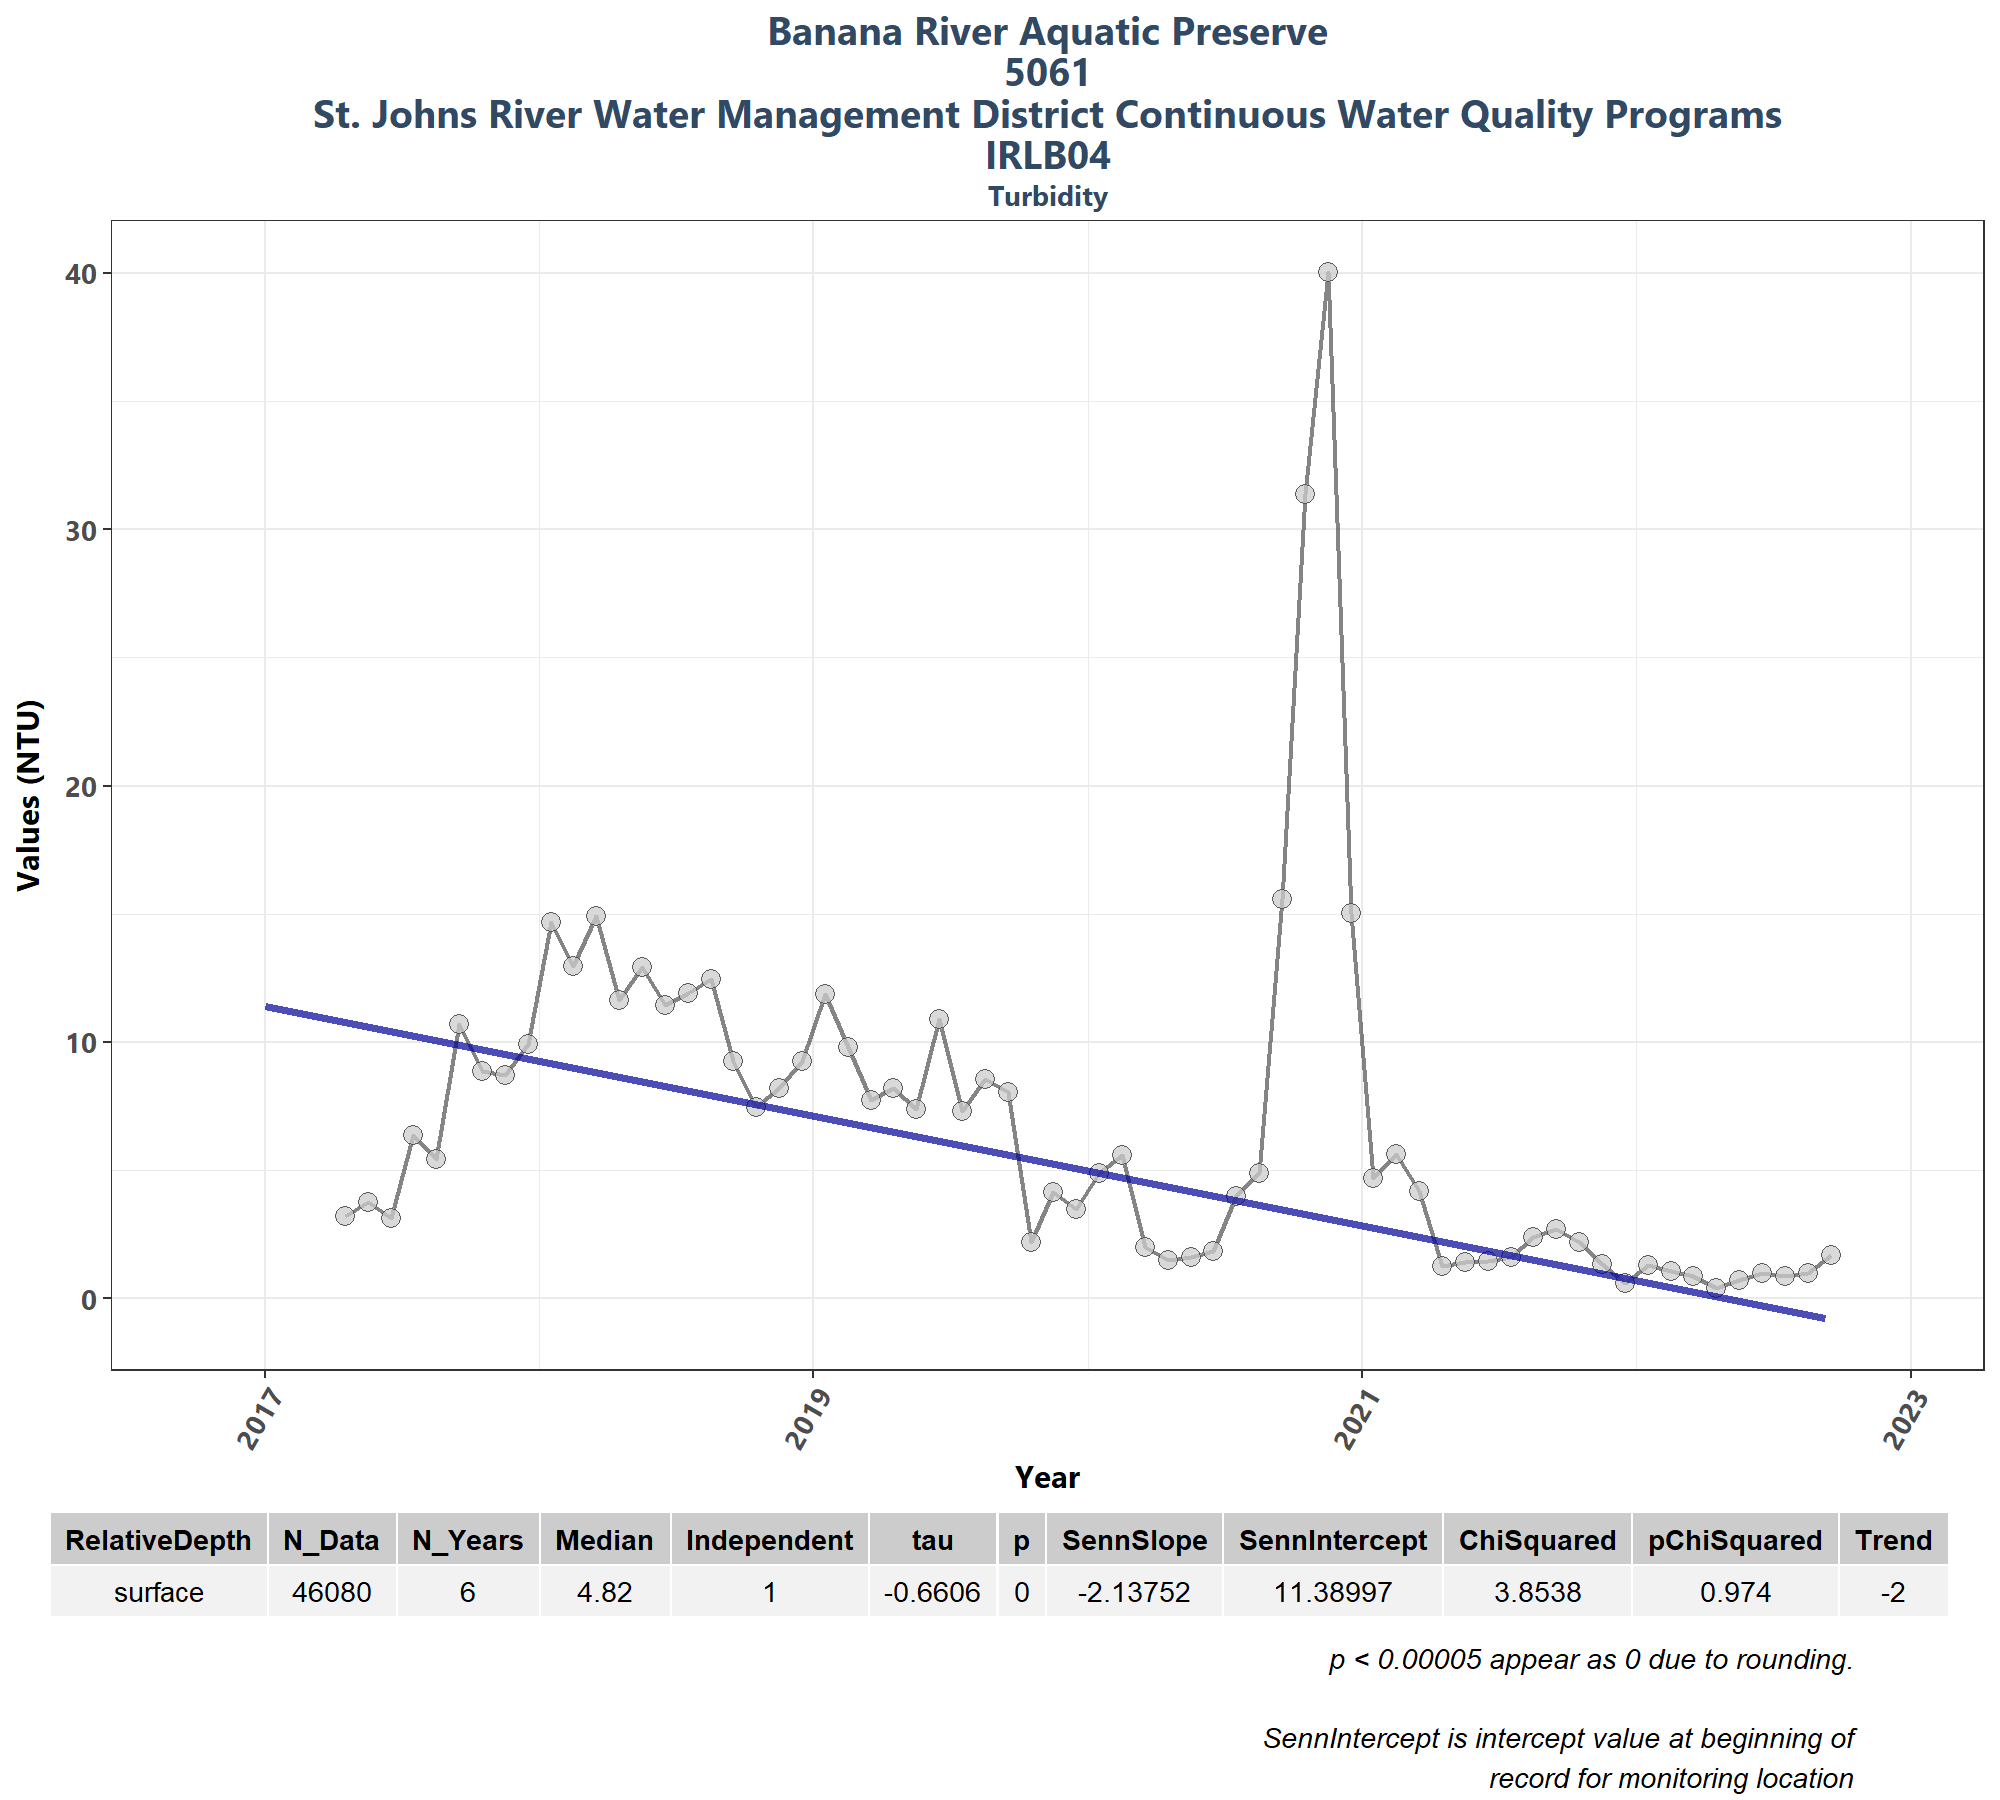 Banana River Aquatic Preserve
5061
St. Johns River Water Management District Continuous Water Quality Programs
IRLB04
Turbidity
Values (NTU)
40
30
20
10
0
2017 2019 2021 2023
Year
RelativeDepth N_Data N_Years Median Independent tau p SennSlope SennIntercept ChiSquared pChiSquared Trend
surface 46080 6 4.82 1 -0.6606 0 -2.13752 11.38997 3.8538 0.974 -2
p < 0.00005 appear as 0 due to rounding.
SennIntercept is intercept value at beginning of
record for monitoring location